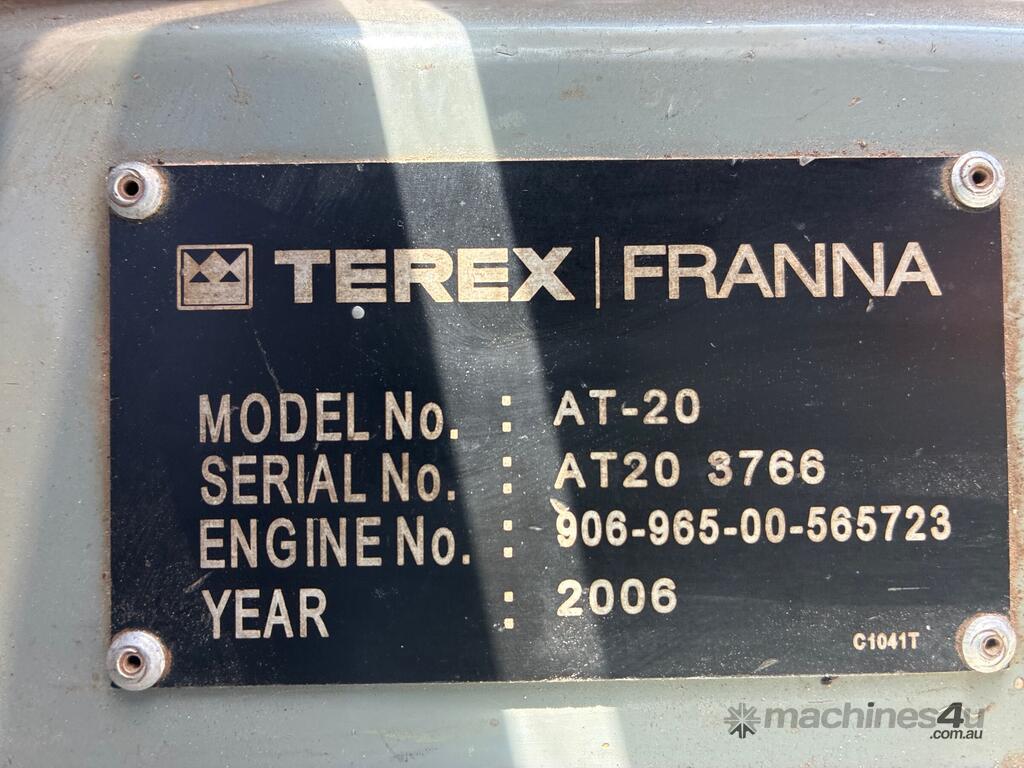 TEREX | FRANNA
MODEL No. : AT-20
SERIAL No. : AT20 3766
ENGINE No. : 906-965-00-565723
YEAR : 2006
C1041T
machines4u
.com.au